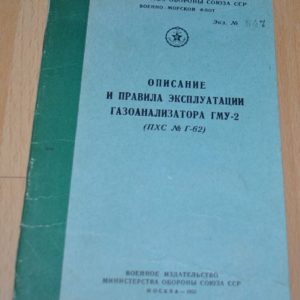 ОБОРОНЫ СОЮЗА ССР
ВОЕННО-МОРСКОЙ ФЛОТ
Экз. №
ОПИСАНИЕ
И ПРАВИЛА ЭКСПЛУАТАЦИИ
ГАЗОАНАЛИЗАТОРА ГМУ-2
(ПХС № Г-62)
ВОЕННОЕ ИЗДАТЕЛЬСТВО
МИНИСТЕРСТВА ОБОРОНЫ СОЮЗА ССР
МОСКВА